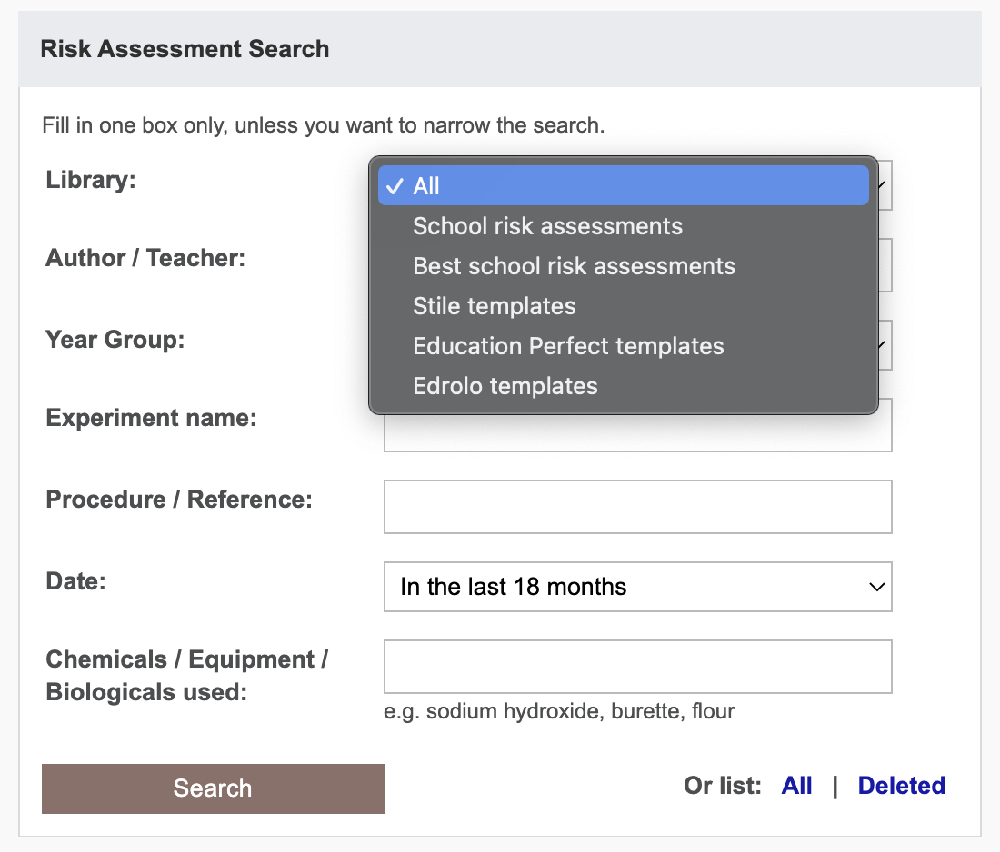 Risk Assessment Search
Fill in one box only, unless you want to narrow the search.
Library:
✓ All
School risk assessments
Best school risk assessments
Stile templates
Education Perfect templates
Edrolo templates
Author / Teacher:
Year Group:
Experiment name:
Procedure / Reference:
Date:
In the last 18 months
Chemicals / Equipment /
Biologicals used:
e.g. sodium hydroxide, burette, flour
Search
Or list: All | Deleted